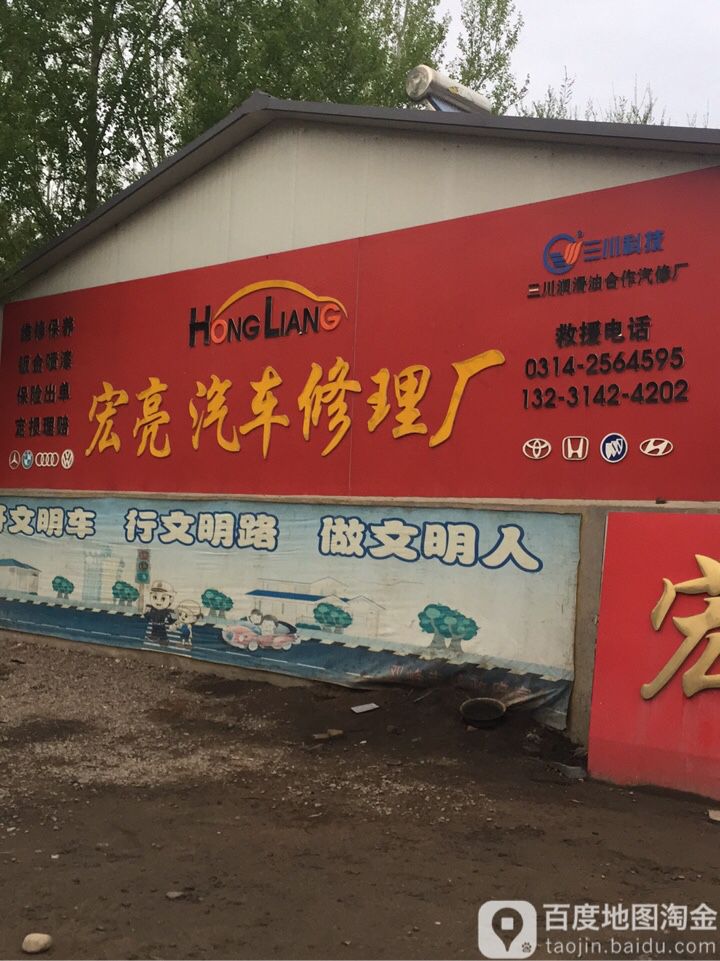 三川科技
三川润滑油合作汽修厂
HONGLIANG
维修保养
钣金喷漆
保险出单
定损理赔
宏亮汽车修理厂
救援电话
0314-2564595
132-3142-4202
开文明车 行文明路 做文明人
宏
百度地图淘金
taojin.baidu.com